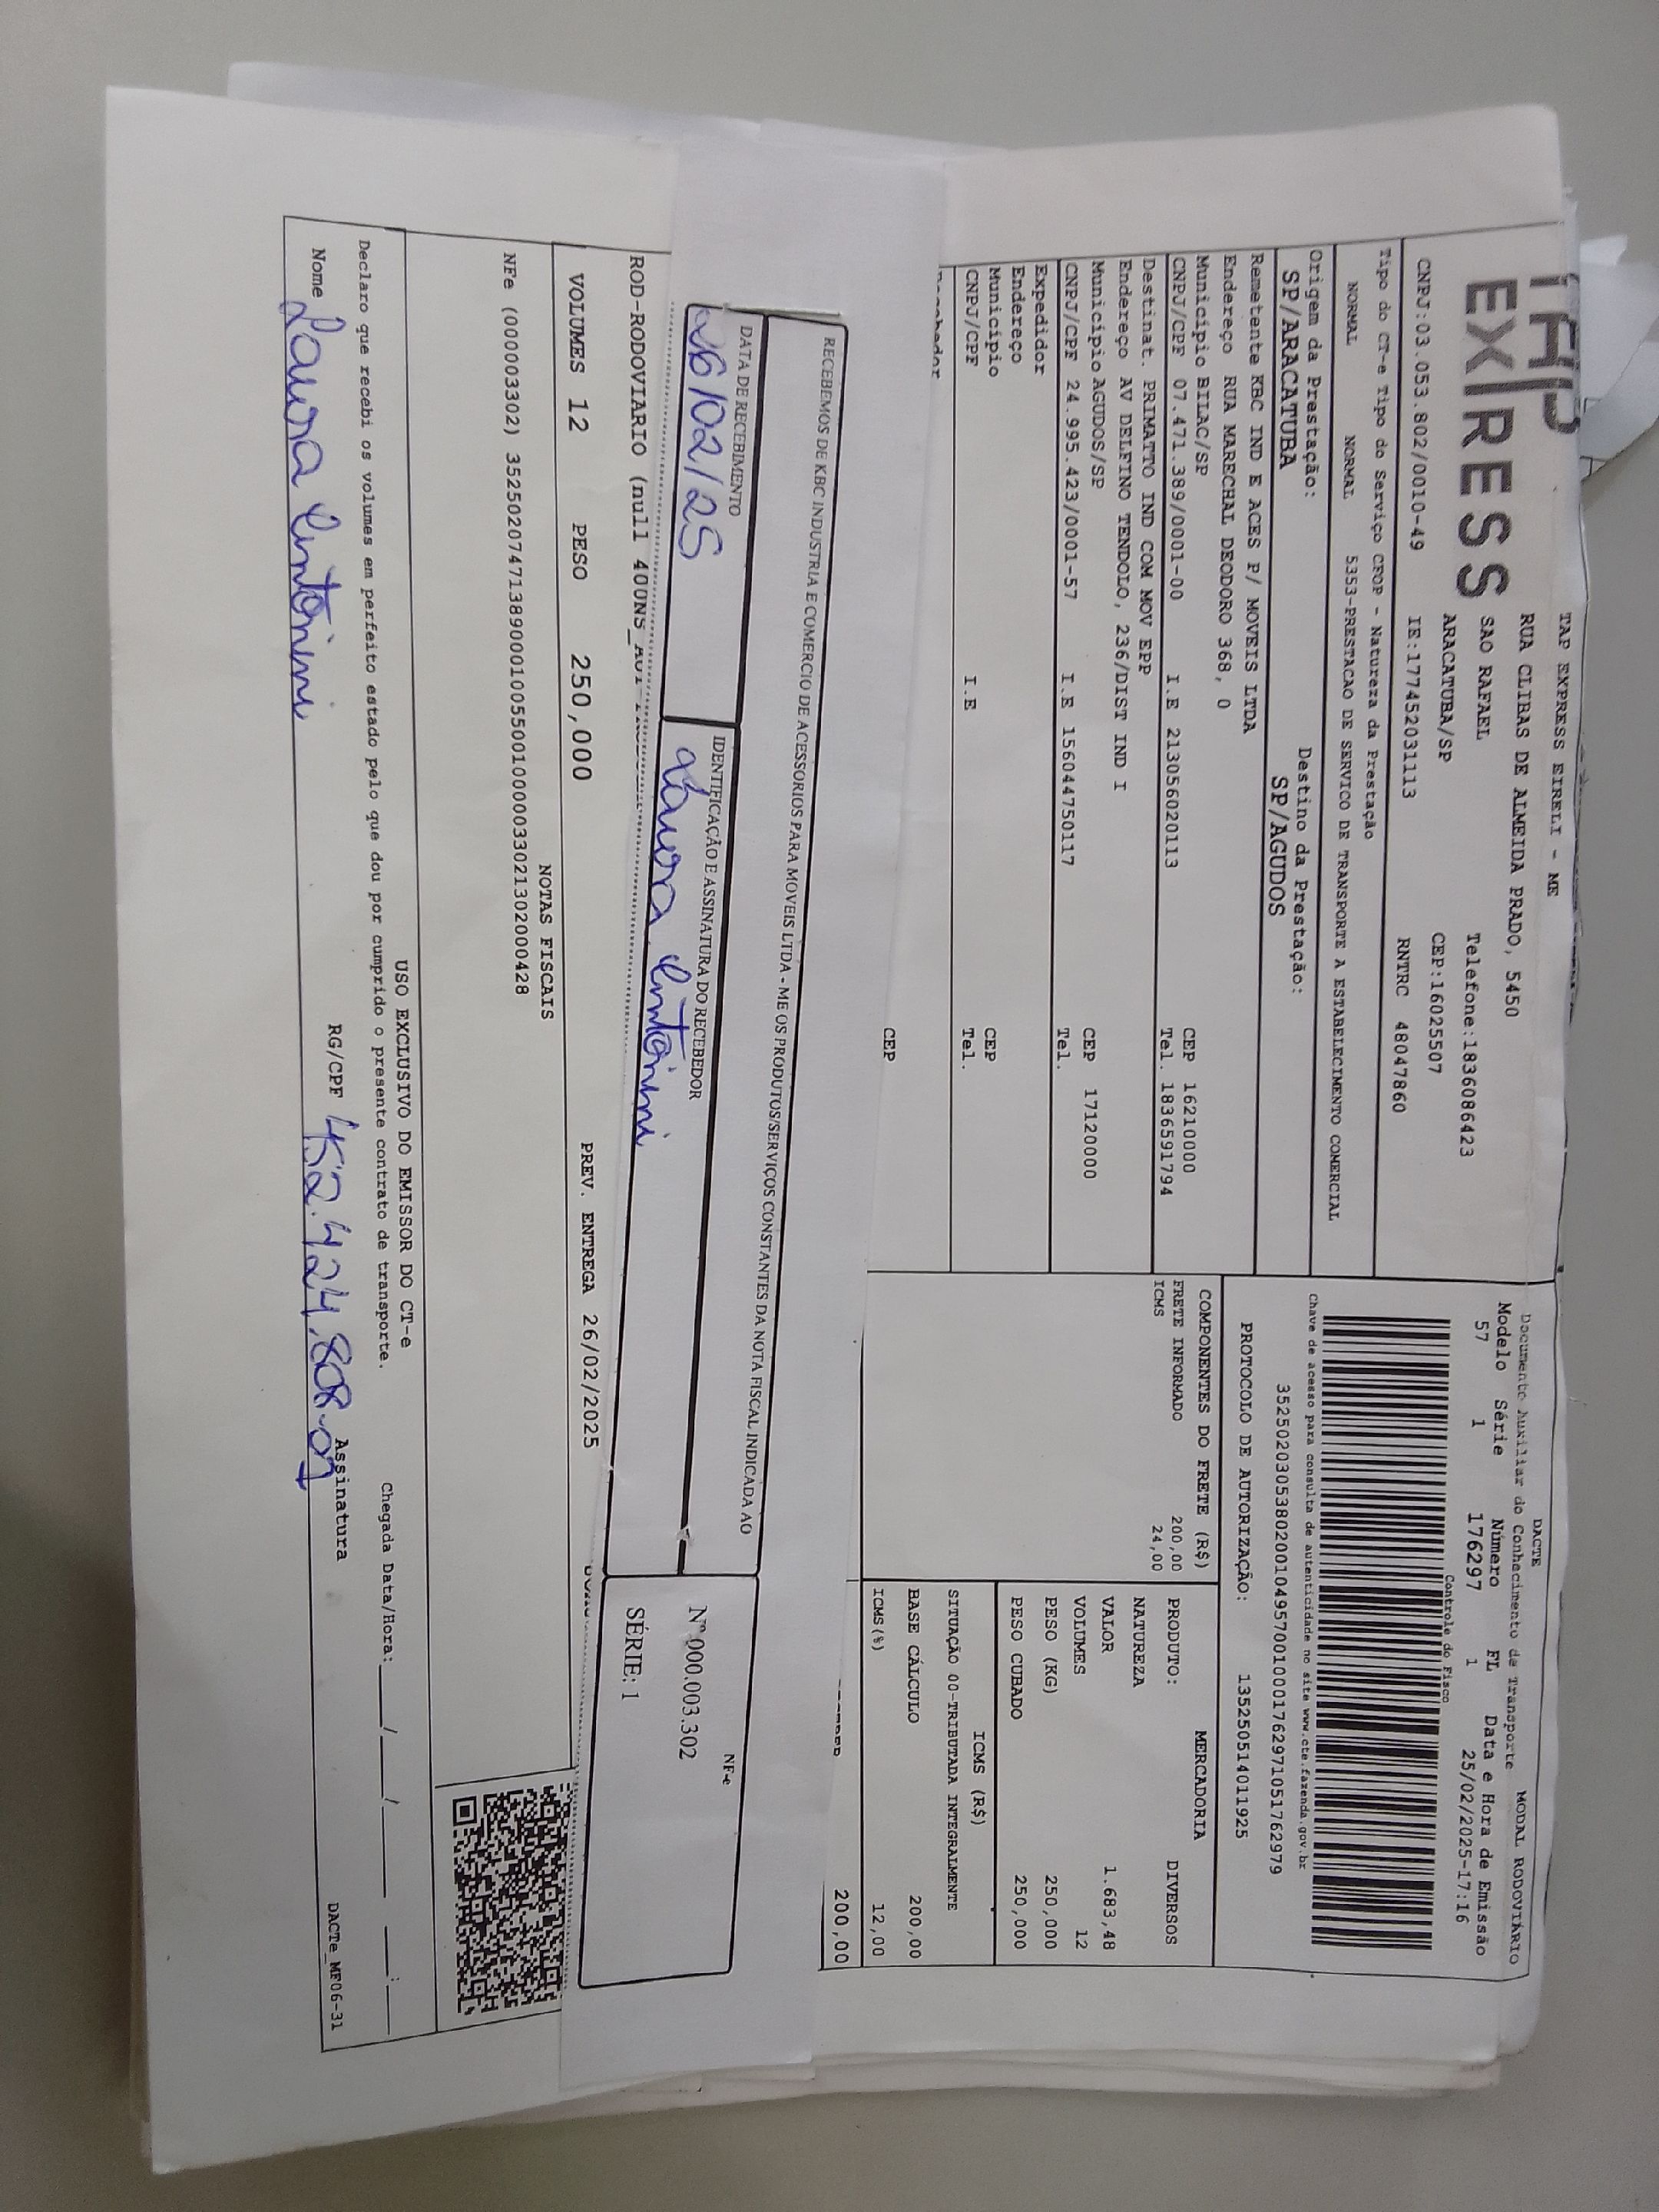 TAP
EXPRESS
TAP EXPRESS EIRELI - ME
RUA CLIBAS DE ALMEIDA PRADO, 5450
SAO RAFAEL Telefone:1836086423
ARACATUBA/SP CEP:16025507
CNPJ:03.053.802/0010-49 IE:177452031113 RNTRC 48047860
DACTE MODAL RODOVIÁRIO
Documento Auxiliar do Conhecimento de Transporte
Modelo Série Número FL Data e Hora de Emissão
57 1 176297 1 25/02/2025-17:16
Controle do Fisco
Tipo do CT-e Tipo do Serviço CFOP - Natureza da Prestação
NORMAL NORMAL 5353-PRESTACAO DE SERVICO DE TRANSPORTE A ESTABELECIMENTO COMERCIAL
Chave de acesso para consulta de autenticidade no site www.cte.fazenda.gov.br
35250203053802001049570010001762971051762979
Origem da Prestação: Destino da Prestação:
SP/ARACATUBA SP/AGUDOS
PROTOCOLO DE AUTORIZAÇÃO: 135250514011925
Remetente KBC IND E ACES P/ MOVEIS LTDA
Endereço RUA MARECHAL DEODORO 368, 0
Município BILAC/SP CEP 16210000
CNPJ/CPF 07.471.389/0001-00 I.E 213056020113 Tel. 1836591794
Destinat. PRIMATTO IND COM MOV EPP
Endereço AV DELFINO TENDOLO, 236/DIST IND I
Município AGUDOS/SP CEP 17120000
CNPJ/CPF 24.995.423/0001-57 I.E 156044750117 Tel.
Expedidor
Endereço
Município CEP
CNPJ/CPF I.E Tel.
CEP
COMPONENTES DO FRETE (R$)
FRETE INFORMADO 200,00
ICMS 24,00
MERCADORIA
PRODUTO: DIVERSOS
NATUREZA
VALOR 1.683,48
VOLUMES 12
PESO (KG) 250,000
PESO CUBADO 250,000
ICMS (R$)
SITUAÇÃO 00-TRIBUTADA INTEGRALMENTE
BASE CÁLCULO 200,00
ICMS(%) 12,00
200,00
RECEBEMOS DE KBC INDUSTRIA E COMERCIO DE ACESSORIOS PARA MOVEIS LTDA - ME OS PRODUTOS/SERVIÇOS CONSTANTES DA NOTA FISCAL INDICADA AO
DATA DE RECEBIMENTO IDENTIFICAÇÃO E ASSINATURA DO RECEBEDOR
26/02/25 Laura Antonini
NF-e
Nº 000.003.302
SÉRIE: 1
ROD-RODOVIARIO (null 400NS
VOLUMES 12 PESO 250,000 PREV. ENTREGA 26/02/2025
NOTAS FISCAIS
NFe (000003302) 35250207471389000100550010000033021302000428
USO EXCLUSIVO DO EMISSOR DO CT-e
Declaro que recebi os volumes em perfeito estado pelo que dou por cumprido o presente contrato de transporte. Chegada Data/Hora: ___/___/______ ___:___
Nome Laura Antonini RG/CPF 452.424.808-07 Assinatura
DACTe_MF06-31